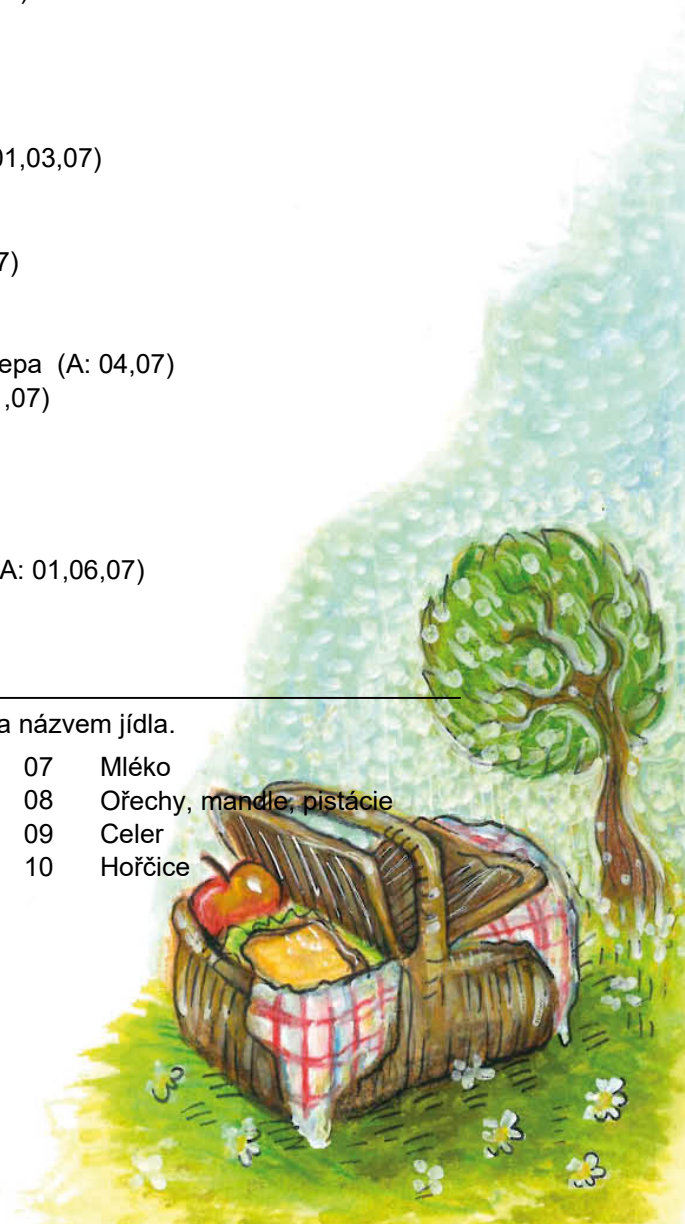 )
01,03,07)
7)
epa (A: 04,07)
,07)
A: 01,06,07)
a názvem jídla.
07 Mléko
08 Ořechy, mandle, pistácie
09 Celer
10 Hořčice